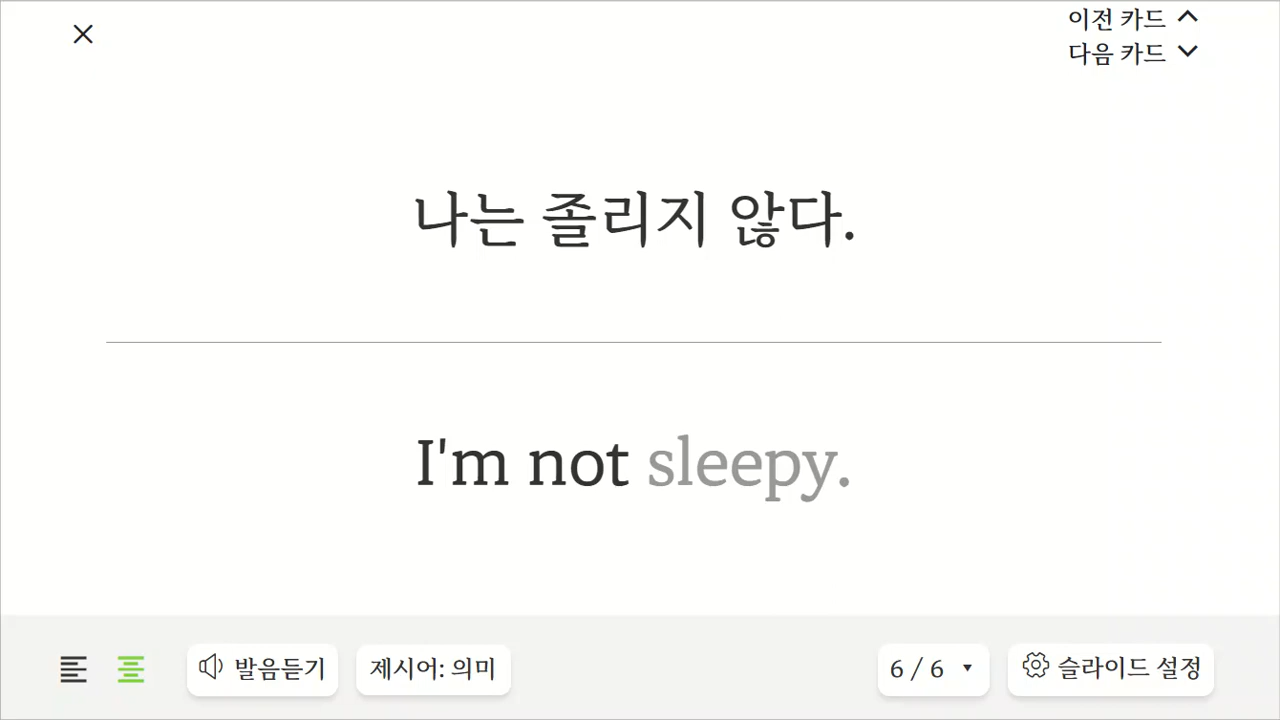 이전 카드
다음 카드
나는 졸리지 않다.
I'm not sleepy.
발음듣기
제시어: 의미
6 / 6
슬라이드 설정